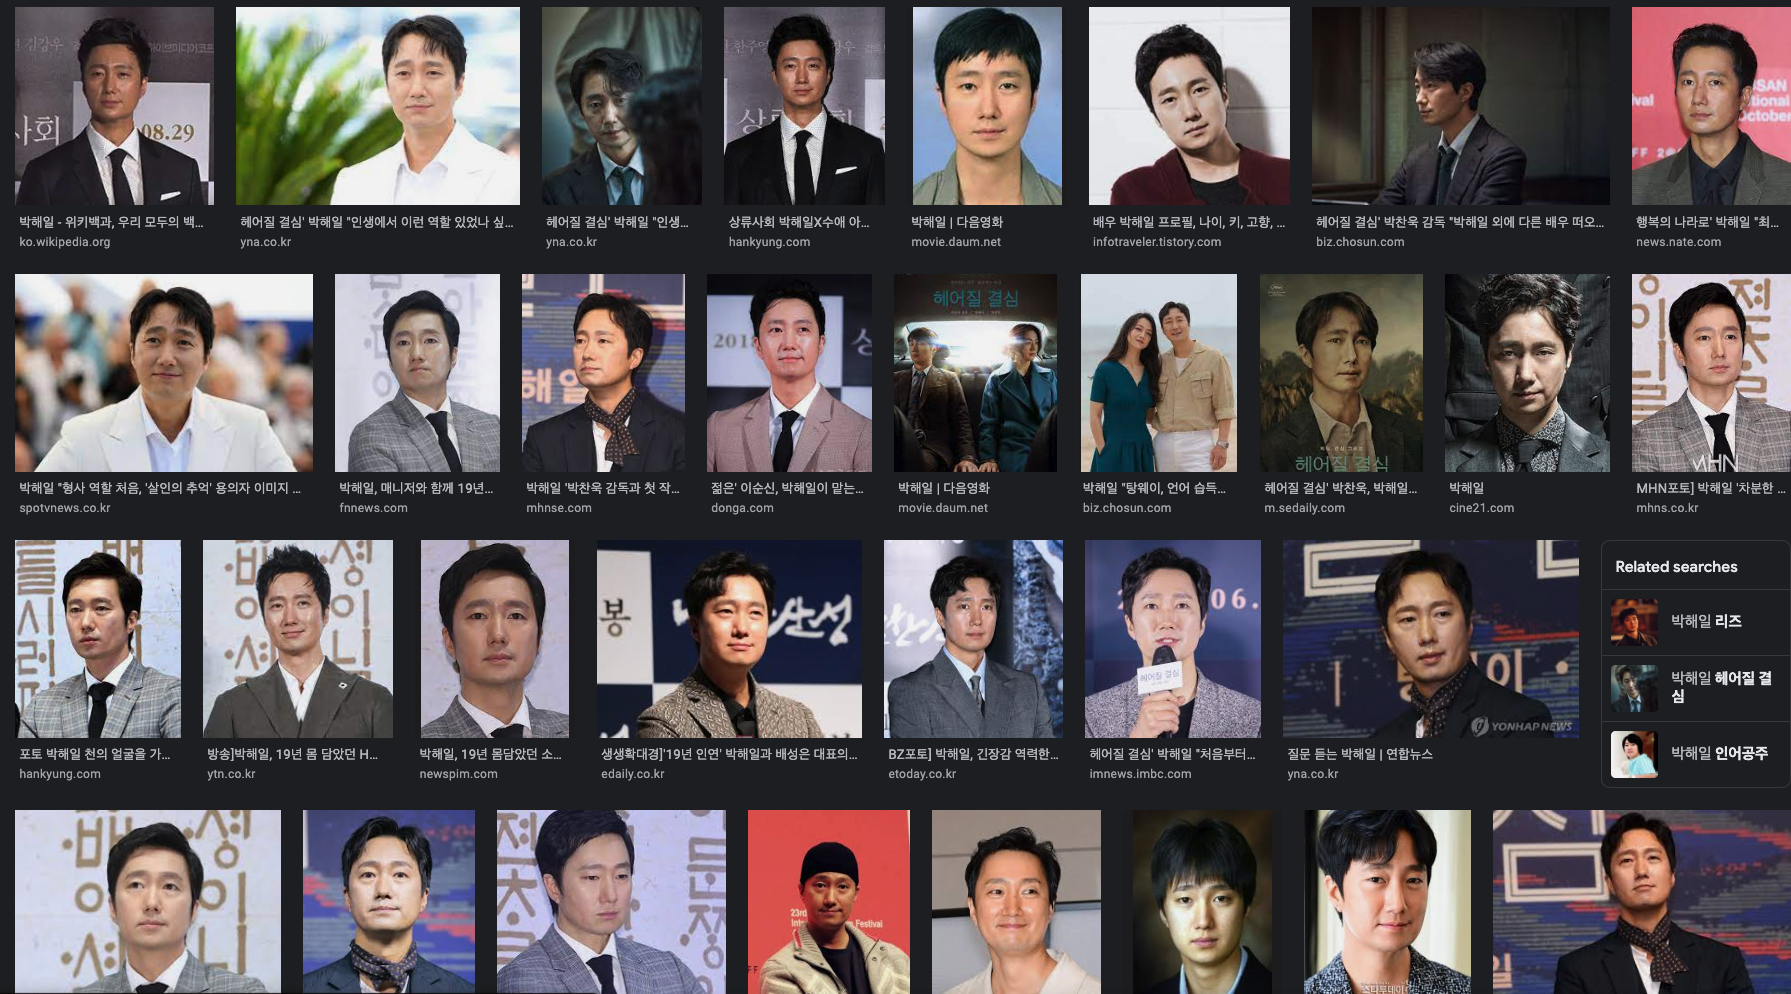 08.29
박해일 - 위키백과, 우리 모두의 백...
ko.wikipedia.org
헤어질 결심' 박해일 "인생에서 이런 역할 있었나 싶...
yna.co.kr
헤어질 결심' 박해일 "인생...
yna.co.kr
상류사회 박해일X수애 아...
hankyung.com
박해일 | 다음영화
movie.daum.net
배우 박해일 프로필, 나이, 키, 고향, ...
infotraveler.tistory.com
헤어질 결심' 박찬욱 감독 "박해일 외에 다른 배우 떠오...
biz.chosun.com
행복의 나라로' 박해일 "최...
news.nate.com
2018
헤어질 결심
헤어질 결심
MHN
박해일 "형사 역할 처음, '살인의 추억' 용의자 이미지 ...
spotvnews.co.kr
박해일, 매니저와 함께 19년...
fnnews.com
박해일 '박찬욱 감독과 첫 작...
mhnse.com
젊은' 이순신, 박해일이 맡는...
donga.com
박해일 | 다음영화
movie.daum.net
박해일 "탕웨이, 언어 습득...
biz.chosun.com
헤어질 결심' 박찬욱, 박해일...
m.sedaily.com
박해일
cine21.com
MHN포토] 박해일 '차분한 ...
mhns.co.kr
헤어질 결심
YONHAP NEWS
포토 박해일 천의 얼굴을 가...
hankyung.com
방송]박해일, 19년 몸 담았던 H...
ytn.co.kr
박해일, 19년 몸담았던 소...
newspim.com
생생확대경]'19년 인연' 박해일과 배성은 대표의...
edaily.co.kr
BZ포토] 박해일, 긴장감 역력한...
etoday.co.kr
헤어질 결심' 박해일 "처음부터...
imnews.imbc.com
질문 듣는 박해일 | 연합뉴스
yna.co.kr
Related searches
박해일 리즈
박해일 헤어질 결
심
박해일 인어공주
23rd
Festival
스타투데이